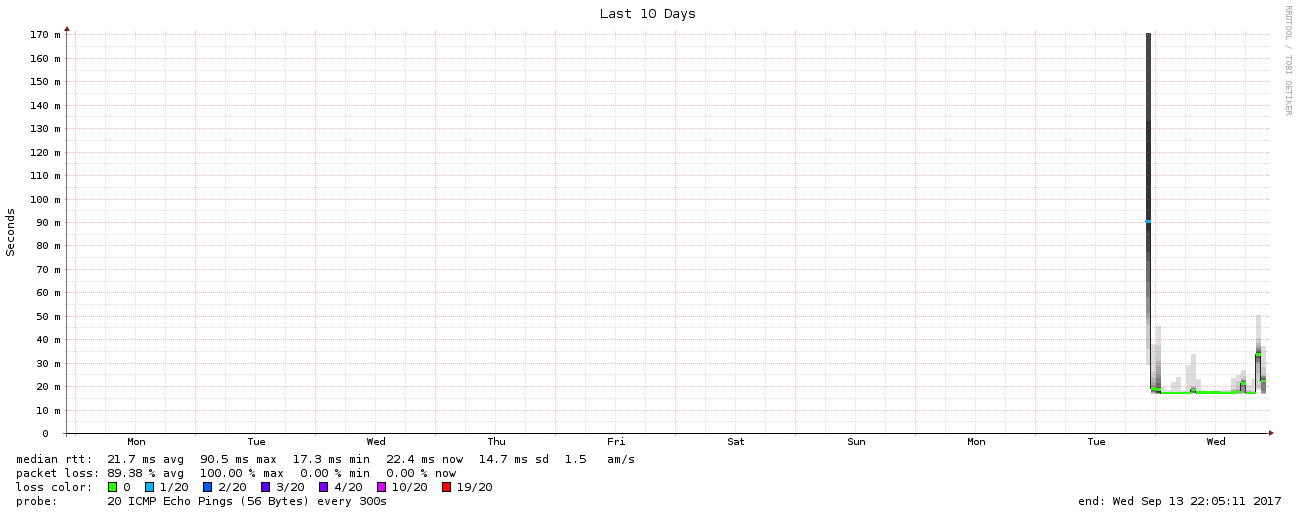 Last 10 Days
RRDTOOL / TOBI OETIKER
Seconds
170 m
160 m
150 m
140 m
130 m
120 m
110 m
100 m
90 m
80 m
70 m
60 m
50 m
40 m
30 m
20 m
10 m
0
Mon Tue Wed Thu Fri Sat Sun Mon Tue Wed
median rtt: 21.7 ms avg 90.5 ms max 17.3 ms min 22.4 ms now 14.7 ms sd 1.5 am/s
packet loss: 89.38 % avg 100.00 % max 0.00 % min 0.00 % now
loss color: 0 1/20 2/20 3/20 4/20 10/20 19/20
probe: 20 ICMP Echo Pings (56 Bytes) every 300s end: Wed Sep 13 22:05:11 2017